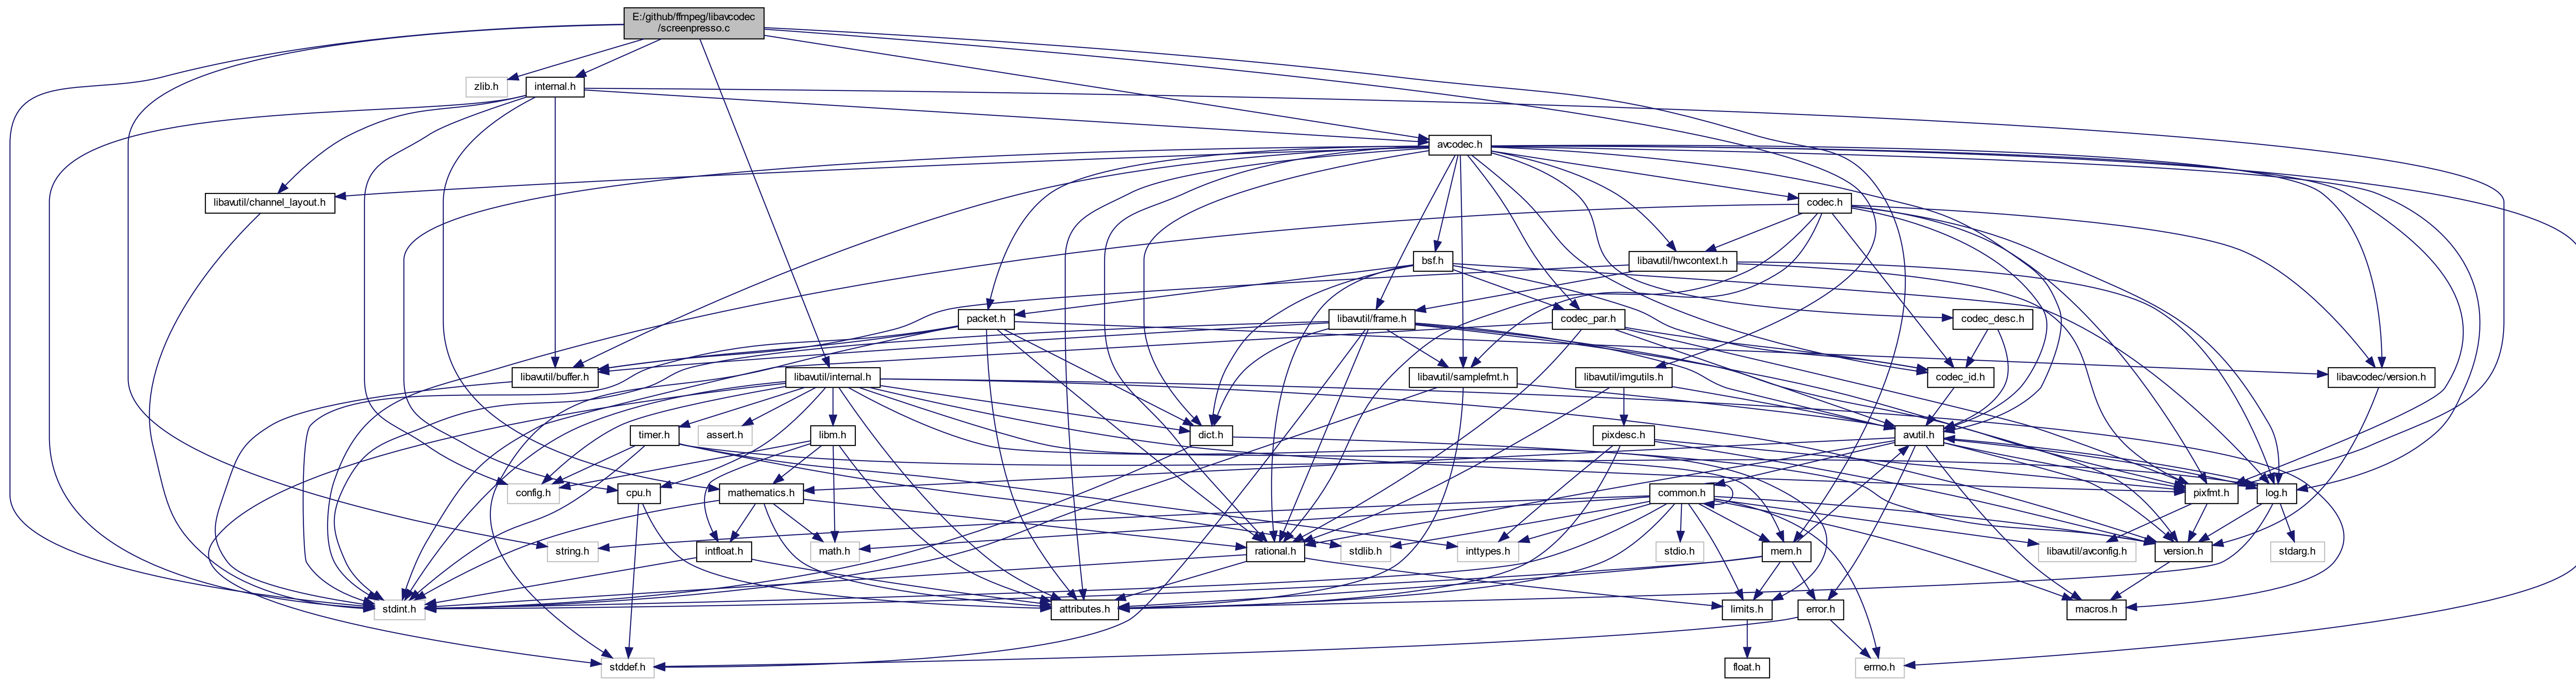 E:/github/ffmpeg/libavcodec
/screenpresso.c
zlib.h
internal.h
avcodec.h
libavutil/channel_layout.h
codec.h
bsf.h
libavutil/hwcontext.h
packet.h
libavutil/frame.h
codec_par.h
codec_desc.h
libavutil/buffer.h
libavutil/internal.h
libavutil/samplefmt.h
libavutil/imgutils.h
codec_id.h
libavcodec/version.h
timer.h
assert.h
libm.h
dict.h
pixdesc.h
avutil.h
config.h
cpu.h
mathematics.h
common.h
pixfmt.h
log.h
string.h
intfloat.h
math.h
rational.h
stdlib.h
inttypes.h
stdio.h
mem.h
libavutil/avconfig.h
version.h
stdarg.h
stdint.h
attributes.h
limits.h
error.h
macros.h
stddef.h
float.h
errno.h